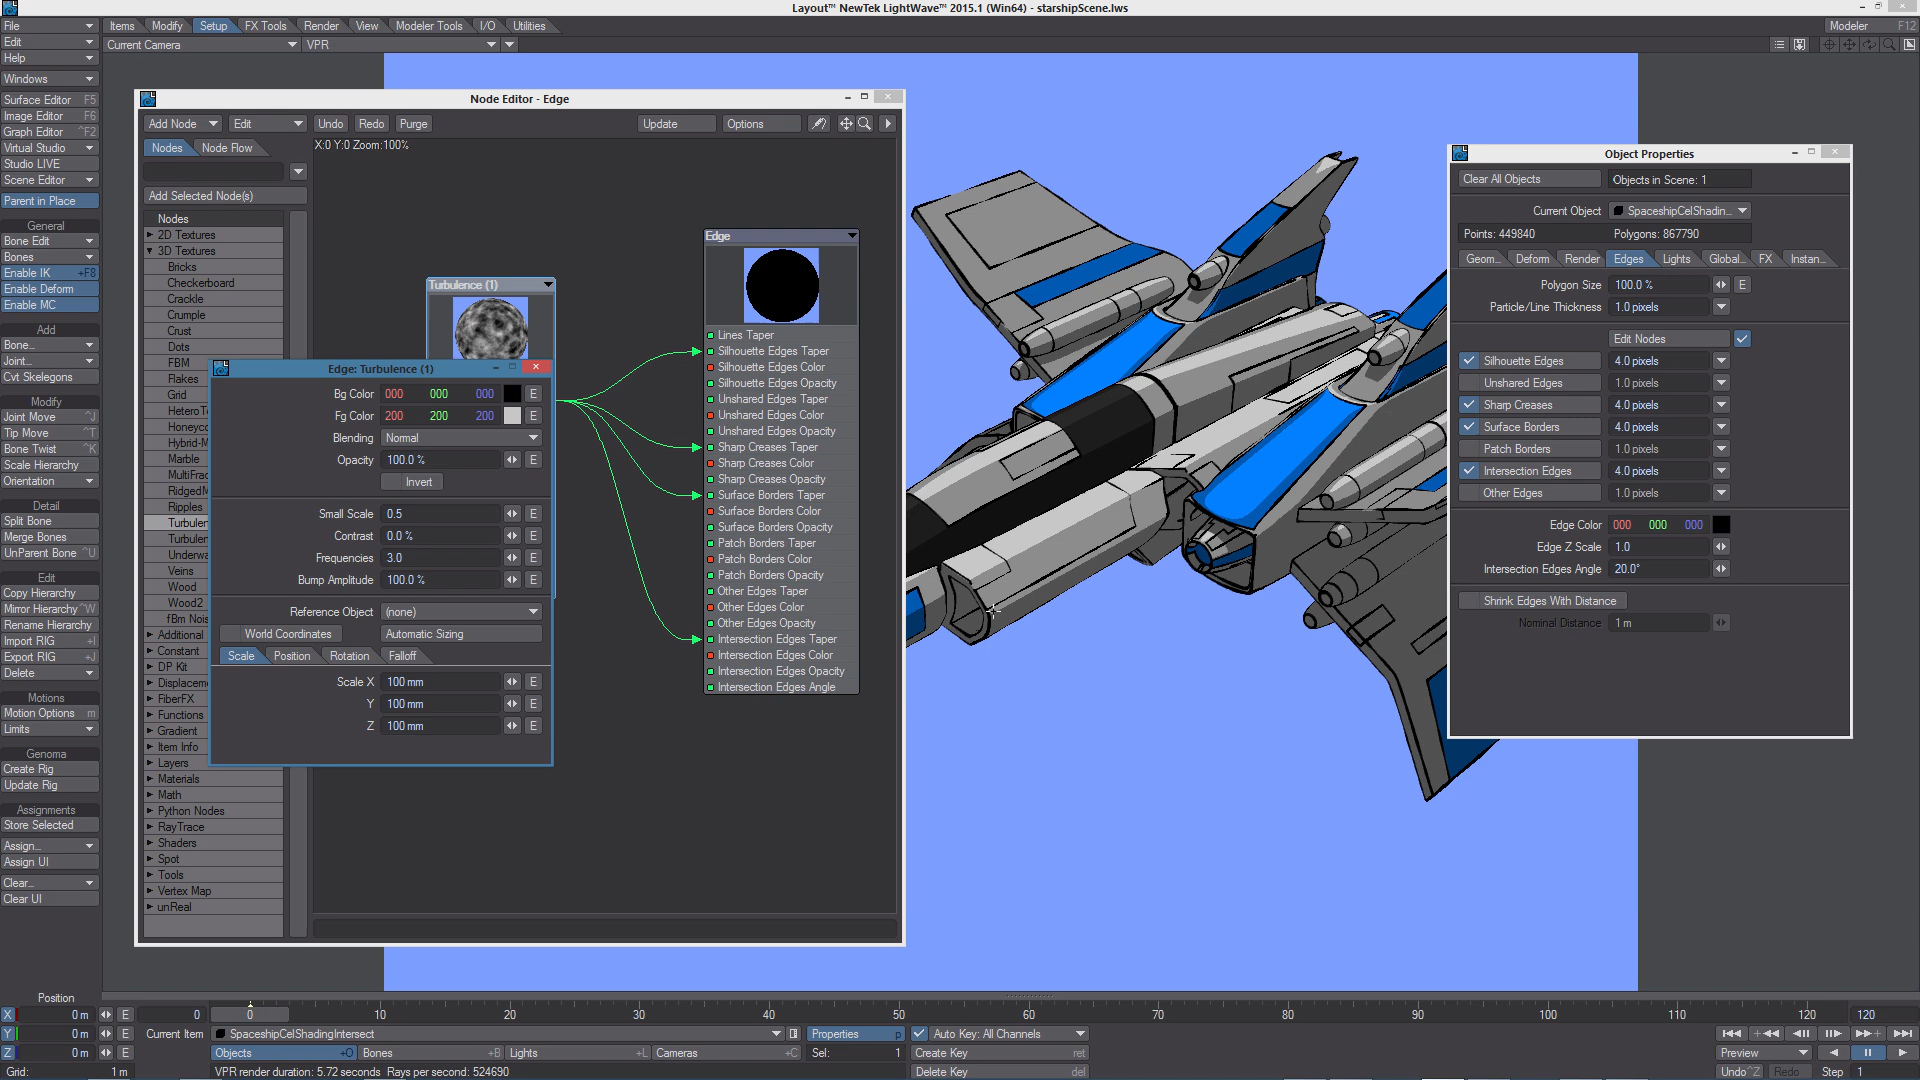 Layout™ NewTek LightWave™ 2015.1 (Win64) - starshipScene.lws
File
Items
Modify
Setup
FX Tools
Render
View
Modeler Tools
I/O
Utilities
Modeler F12
Edit
Current Camera
VPR
Help
Windows
Surface Editor F5
Image Editor F6
Graph Editor ^F2
Virtual Studio
Studio LIVE
Scene Editor
Parent in Place
General
Bone Edit
Bones
Enable IK +F8
Enable Deform
Enable MC
Add
Bone...
Joint...
Cvt Skelegons
Modify
Joint Move ^J
Tip Move ^T
Bone Twist ^K
Scale Hierarchy
Orientation
Detail
Split Bone
Merge Bones
UnParent Bone ^U
Edit
Copy Hierarchy
Mirror Hierarchy ^W
Rename Hierarchy
Import RIG +I
Export RIG +J
Delete
Motions
Motion Options m
Limits
Genoma
Create Rig
Update Rig
Assignments
Store Selected
Assign...
Assign UI
Clear...
Clear UI
Node Editor - Edge
Add Node
Edit
Undo
Redo
Purge
Update
Options
Nodes
Node Flow
X:0 Y:0 Zoom:100%
Add Selected Node(s)
Nodes
2D Textures
3D Textures
Bricks
Checkerboard
Crackle
Crumple
Crust
Dots
FBM
Flakes
Grid
Hetero T
Honeyco
Hybrid-M
Marble
MultiFrac
RidgedM
Ripples
Turbulen
Turbulen
Underwa
Veins
Wood
Wood2
fBm Nois
Additional
Constant
DP Kit
Displaceme
FiberFX
Functions
Gradient
Item Info
Layers
Materials
Math
Python Nodes
RayTrace
Shaders
Spot
Tools
Vertex Map
unReal
Turbulence (1)
Edge
Lines Taper
Silhouette Edges Taper
Silhouette Edges Color
Silhouette Edges Opacity
Unshared Edges Taper
Unshared Edges Color
Unshared Edges Opacity
Sharp Creases Taper
Sharp Creases Color
Sharp Creases Opacity
Surface Borders Taper
Surface Borders Color
Surface Borders Opacity
Patch Borders Taper
Patch Borders Color
Patch Borders Opacity
Other Edges Taper
Other Edges Color
Other Edges Opacity
Intersection Edges Taper
Intersection Edges Color
Intersection Edges Opacity
Intersection Edges Angle
Edge: Turbulence (1)
Bg Color 000 000 000 E
Fg Color 200 200 200 E
Blending Normal
Opacity 100.0 % E
Invert
Small Scale 0.5 E
Contrast 0.0 % E
Frequencies 3.0 E
Bump Amplitude 100.0 % E
Reference Object (none)
World Coordinates
Automatic Sizing
Scale
Position
Rotation
Falloff
Scale X 100 mm E
Y 100 mm E
Z 100 mm E
Object Properties
Clear All Objects
Objects in Scene: 1
Current Object SpaceshipCelShadin...
Points: 449840
Polygons: 867790
Geom...
Deform
Render
Edges
Lights
Global...
FX
Instan...
Polygon Size 100.0 % E
Particle/Line Thickness 1.0 pixels
Edit Nodes
Silhouette Edges 4.0 pixels
Unshared Edges 1.0 pixels
Sharp Creases 4.0 pixels
Surface Borders 4.0 pixels
Patch Borders 1.0 pixels
Intersection Edges 4.0 pixels
Other Edges 1.0 pixels
Edge Color 000 000 000
Edge Z Scale 1.0
Intersection Edges Angle 20.0°
Shrink Edges With Distance
Nominal Distance 1 m
Position
X 0 m E
0
0 10 20 30 40 50 60 70 80 90 100 110 120
120
Y 0 m E
Current Item
SpaceshipCelShadingIntersect
Properties p
Auto Key: All Channels
Z 0 m E
Objects +O
Bones +B
Lights +L
Cameras +C
Sel: 1
Create Key ret
Preview
Grid: 1 m
VPR render duration: 5.72 seconds Rays per second: 524690
Delete Key del
Undo ^Z
Redo
Step 1